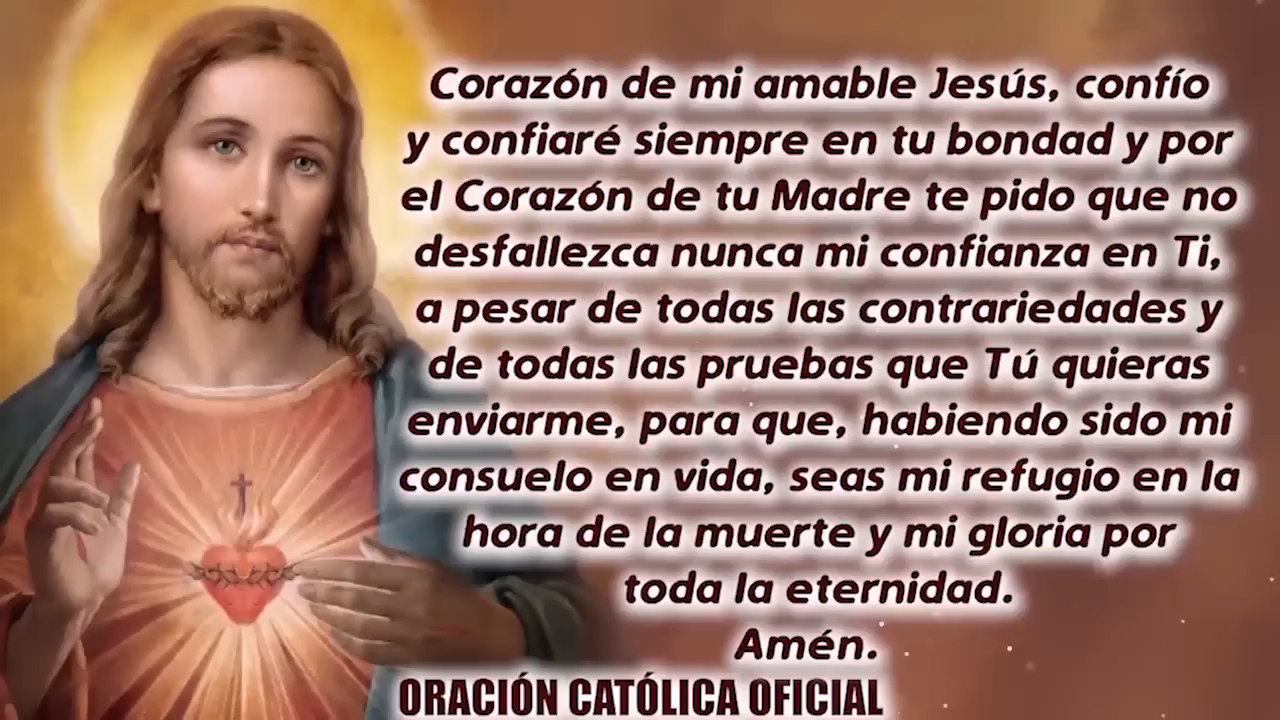 Corazón de mi amable Jesús, confío
y confiaré siempre en tu bondad y por
el Corazón de tu Madre te pido que no
desfallezca nunca mi confianza en Ti,
a pesar de todas las contrariedades y
de todas las pruebas que Tú quieras
enviarme, para que, habiendo sido mi
consuelo en vida, seas mi refugio en la
hora de la muerte y mi gloria por
toda la eternidad.
Amén.
ORACIÓN CATÓLICA OFICIAL